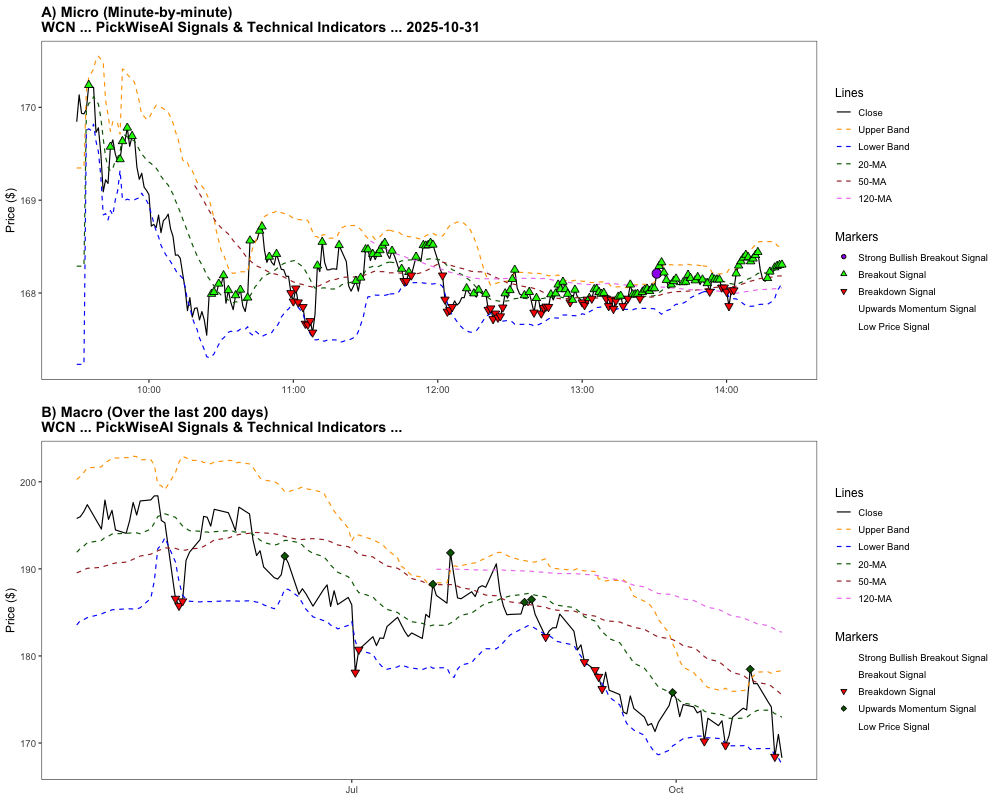 A) Micro (Minute-by-minute)
WCN ... PickWiseAI Signals & Technical Indicators ... 2025-10-31
Price ($)
170
169
168
10:00
11:00
12:00
13:00
14:00
Lines
Close
Upper Band
Lower Band
20-MA
50-MA
120-MA
Markers
Strong Bullish Breakout Signal
Breakout Signal
Breakdown Signal
Upwards Momentum Signal
Low Price Signal
B) Macro (Over the last 200 days)
WCN ... PickWiseAI Signals & Technical Indicators ...
Price ($)
200
190
180
170
Jul
Oct
Lines
Close
Upper Band
Lower Band
20-MA
50-MA
120-MA
Markers
Strong Bullish Breakout Signal
Breakout Signal
Breakdown Signal
Upwards Momentum Signal
Low Price Signal